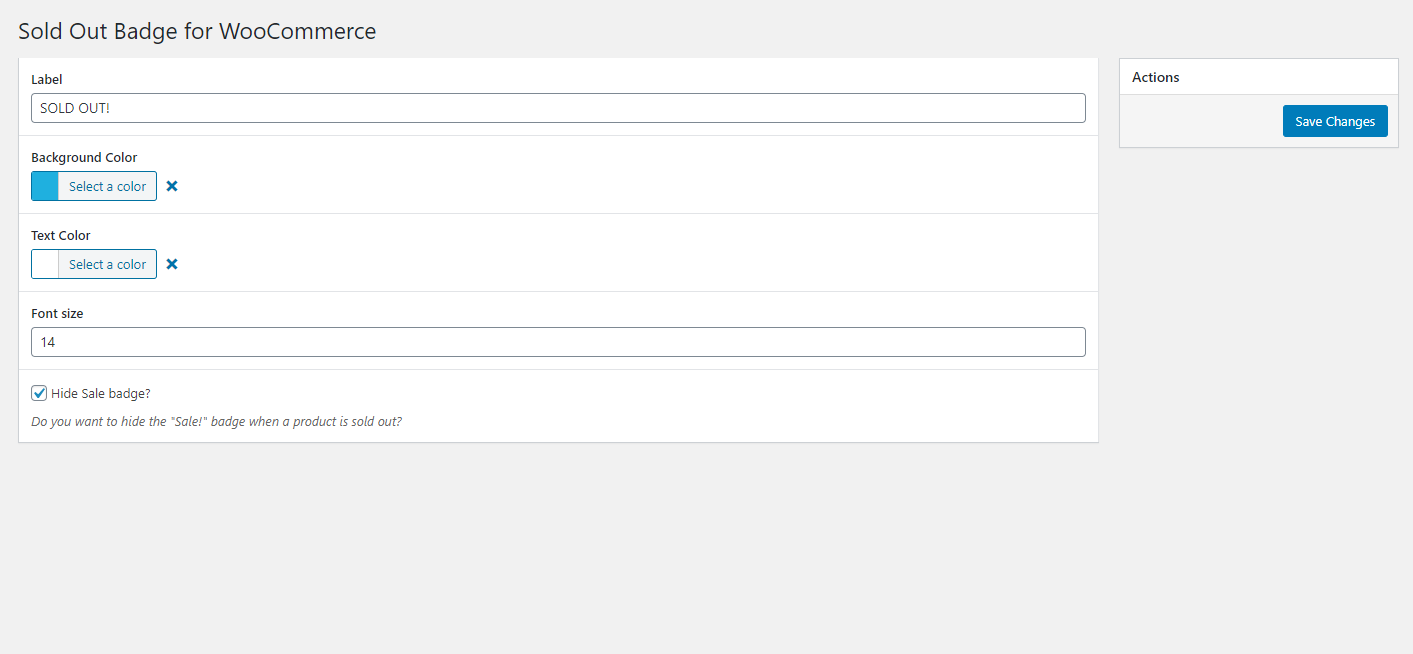 Sold Out Badge for WooCommerce
Label
SOLD OUT!
Background Color
Select a color
Text Color
Select a color
Font size
14
Hide Sale badge?
Do you want to hide the "Sale!" badge when a product is sold out?
Actions
Save Changes